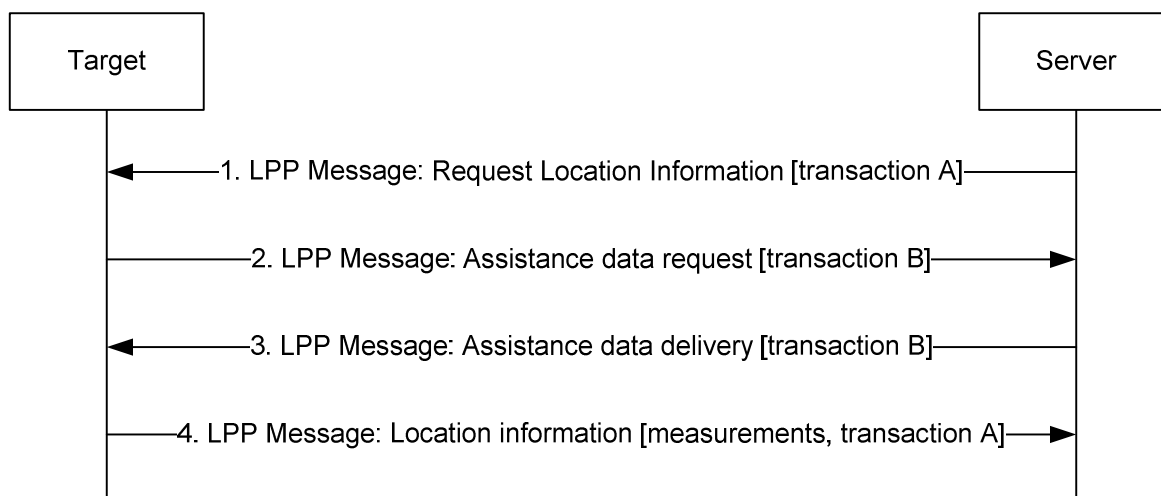 Target
Server
1. LPP Message: Request Location Information [transaction A]
2. LPP Message: Assistance data request [transaction B]
3. LPP Message: Assistance data delivery [transaction B]
4. LPP Message: Location information [measurements, transaction A]